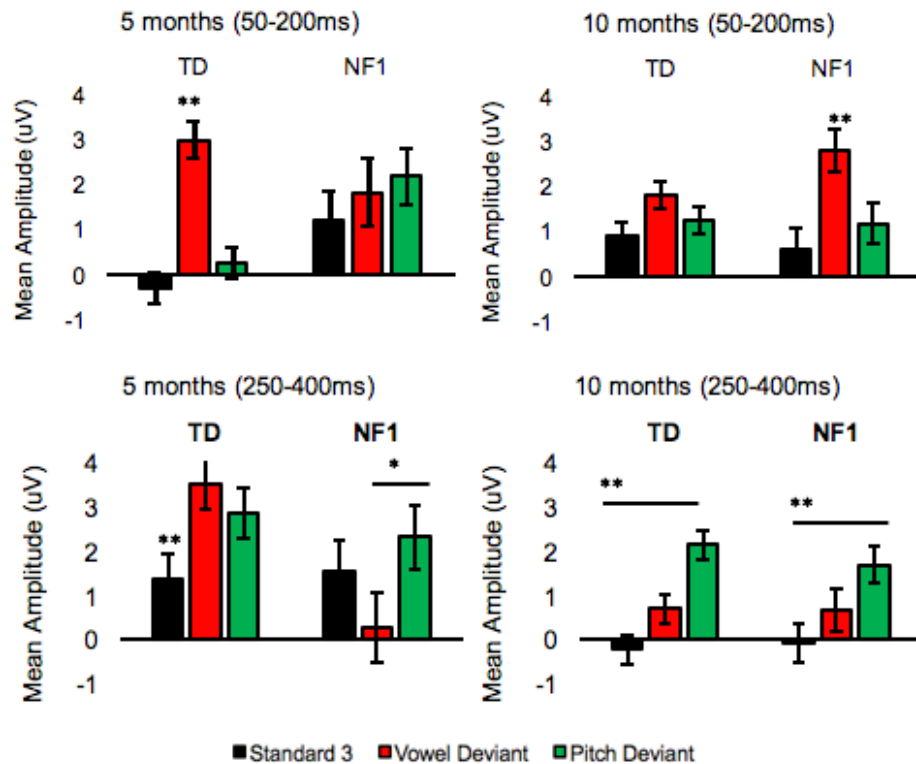 5 months (50-200ms)
TD NF1
Mean Amplitude (uV)
4
3
2
1
0
-1
**
10 months (50-200ms)
TD NF1
Mean Amplitude (uV)
4
3
2
1
0
-1
**
5 months (250-400ms)
TD NF1
Mean Amplitude (uV)
4
3
2
1
0
-1
**
*
10 months (250-400ms)
TD NF1
Mean Amplitude (uV)
4
3
2
1
0
-1
**
**
Standard 3 Vowel Deviant Pitch Deviant